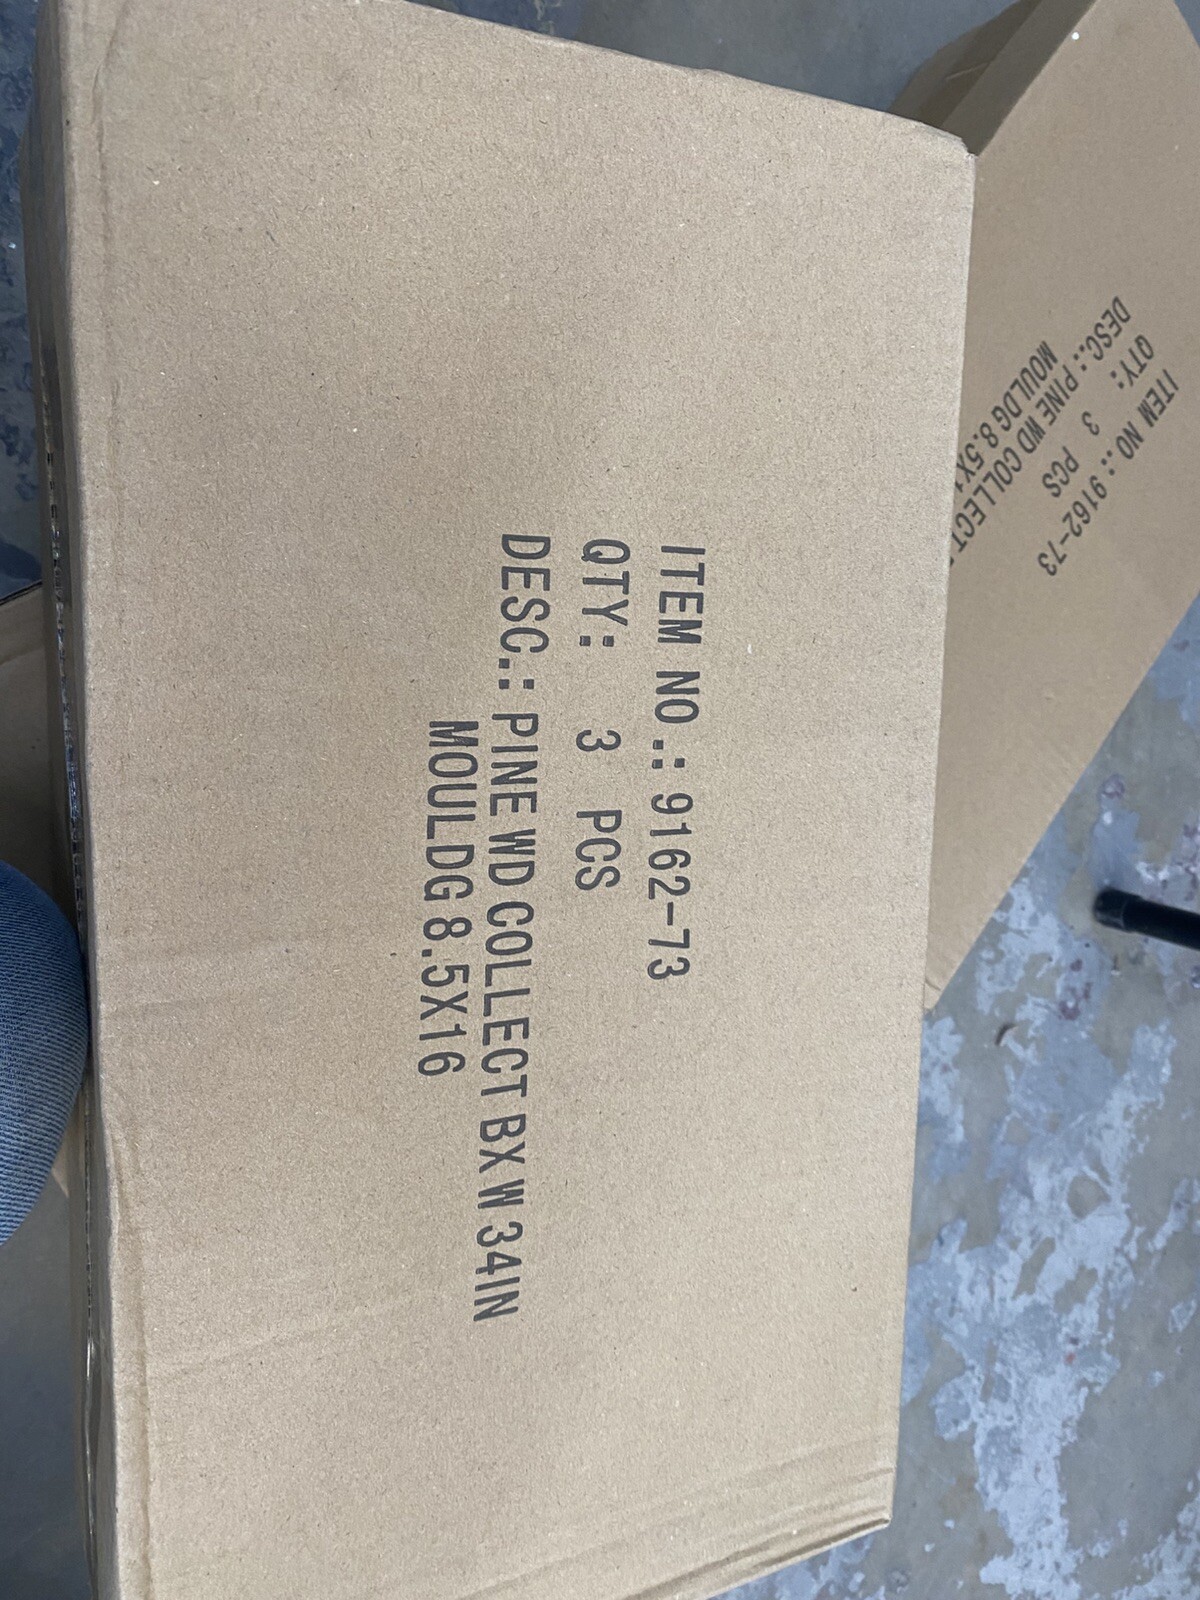 ITEM NO.: 9162-73
QTY: 3 PCS
DESC.: PINE WD COLLECT BX W 34IN
MOULDG 8.5X16
ITEM NO.: 9162-73
QTY: 3 PCS
DESC.: PINE WD COLLECT
MOULDG 8.5X1